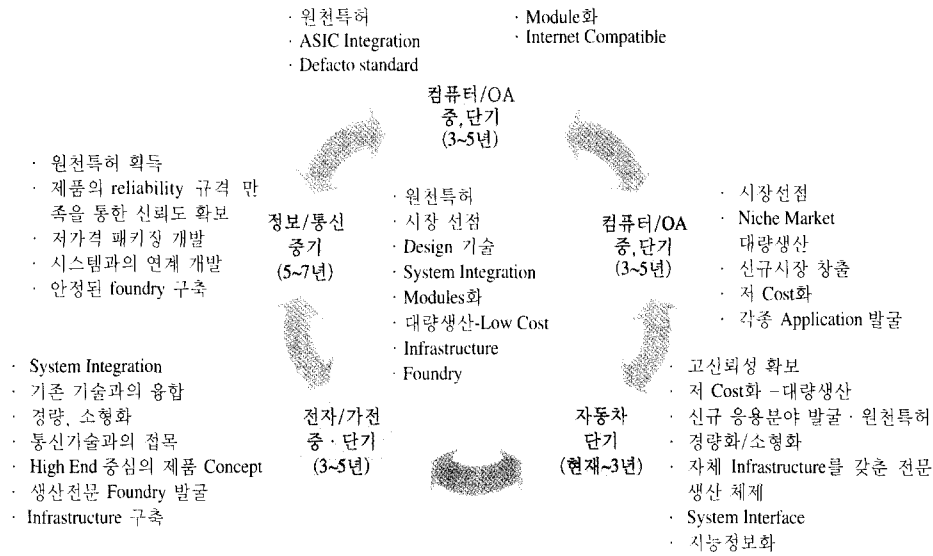 · 원천특허
· ASIC Integration
· Defacto standard
· Module화
· Internet Compatible
컴퓨터/OA
중,단기
(3~5년)
· 원천특허 획득
· 제품의 reliability 규격 만
족을 통한 신뢰도 확보
· 저가격 패키징 개발
· 시스템과의 연계 개발
· 안정된 foundry 구축
정보/통신
중기
(5~7년)
· 원천특허
· 시장 선점
· Design 기술
· System Integration
· Modules화
· 대량생산-Low Cost
· Infrastructure
· Foundry
컴퓨터/OA
중,단기
(3~5년)
· 시장선점
· Niche Market
대량생산
· 신규시장 창출
· 저 Cost화
· 각종 Application 발굴
· System Integration
· 기존 기술과의 융합
· 경량, 소형화
· 통신기술과의 접목
· High End 중심의 제품 Concept
· 생산전문 Foundry 발굴
· Infrastructure 구축
전자/가전
중 · 단기
(3~5년)
자동차
단기
(현재~3년)
· 고신뢰성 확보
· 저 Cost화 –대량생산
· 신규 응용분야 발굴 · 원천특허
· 경량화/소형화
· 자체 Infrastructure를 갖춘 전문
생산 체제
· System Interface
· 지능정보화